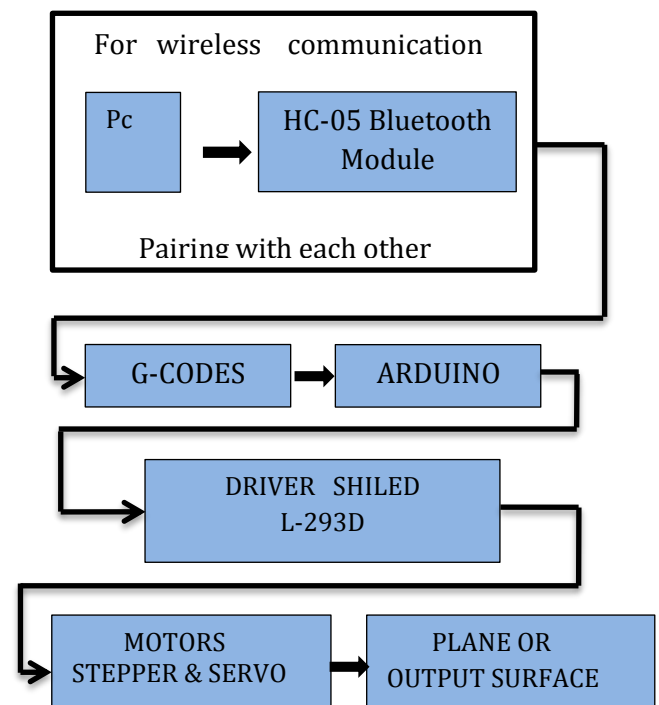 For wireless communication
Pc
HC-05 Bluetooth
Module
Pairing with each other
G-CODES
ARDUINO
DRIVER SHILED
L-293D
MOTORS
STEPPER & SERVO
PLANE OR
OUTPUT SURFACE